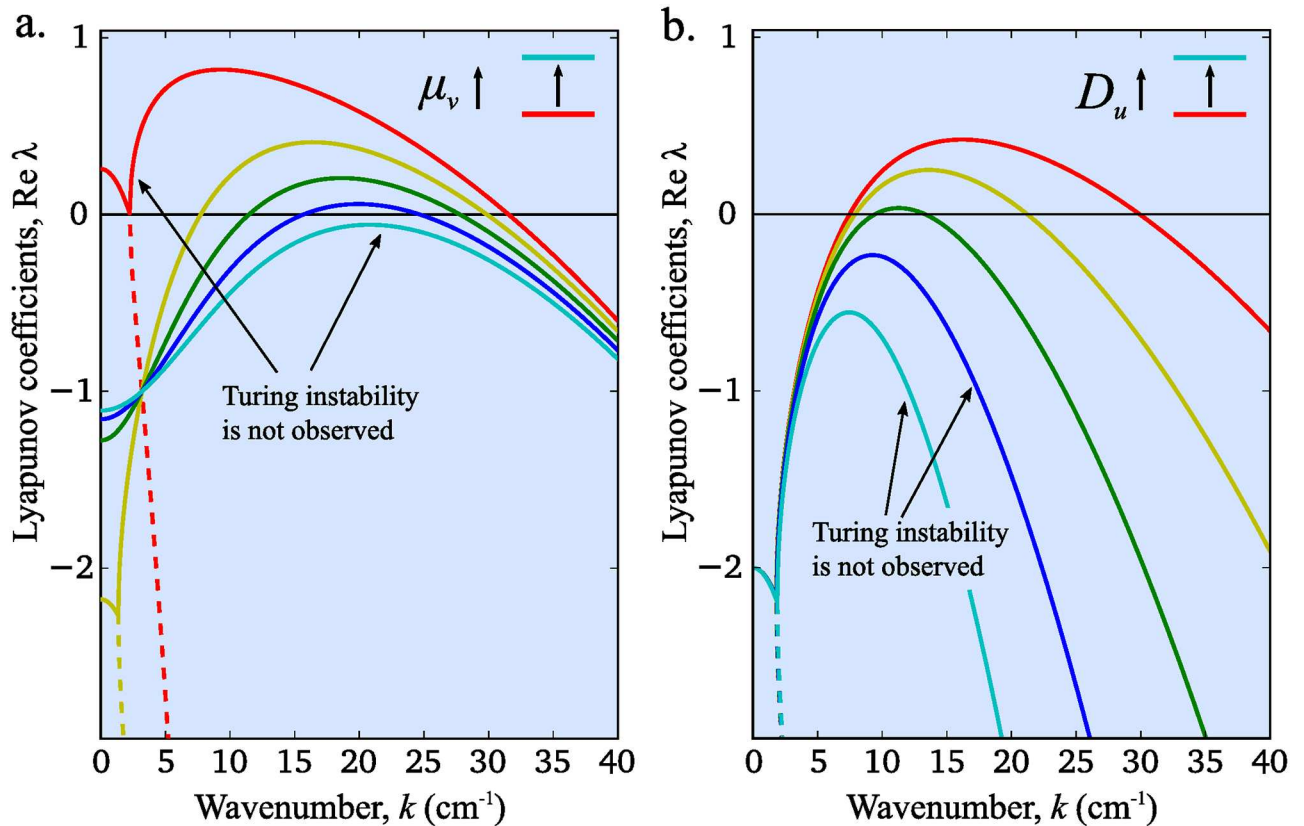 a.
1
0
−1
−2
0 5 10 15 20 25 30 35 40
Lyapunov coefficients, Re λ
Wavenumber, k (cm⁻¹)
μᵥ
Turing instability
is not observed
b.
1
0
−1
−2
0 5 10 15 20 25 30 35 40
Lyapunov coefficients, Re λ
Wavenumber, k (cm⁻¹)
Dᵤ
Turing instability
is not observed